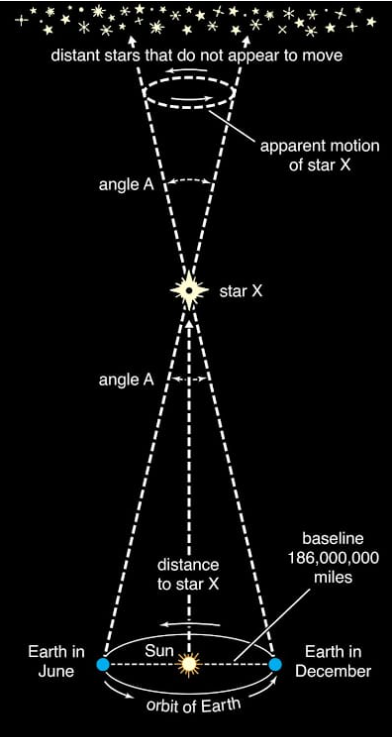 distant stars that do not appear to move
apparent motion
of star X
angle A
star X
angle A
baseline
186,000,000
miles
distance
to star X
Earth in
June
Sun
Earth in
December
orbit of Earth